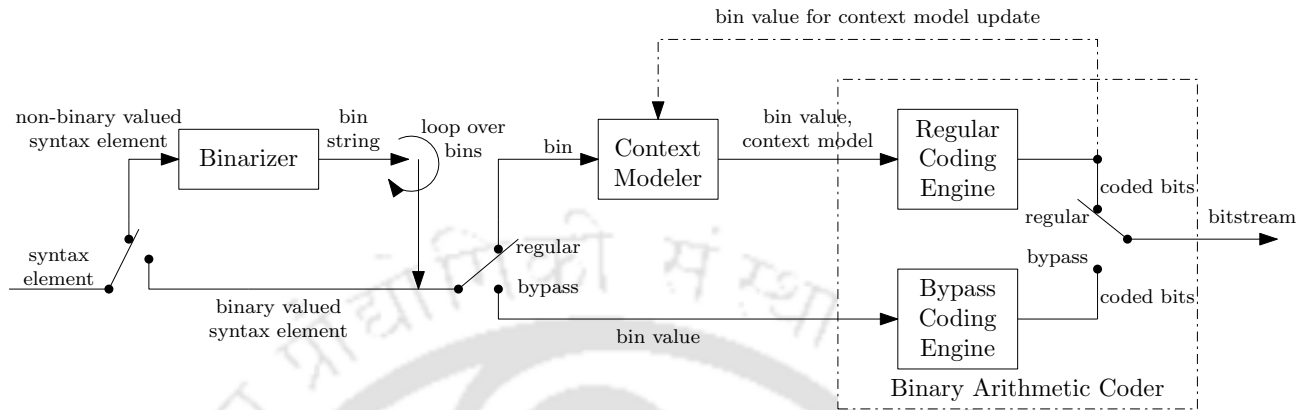 bin value for context model update
non-binary valued
syntax element
bin
string
loop over
bins
Binarizer
bin
Context
Modeler
bin value,
context model
Regular
Coding
Engine
coded bits
regular
bitstream
syntax
element
regular
bypass
binary valued
syntax element
bin value
bypass
coded bits
Bypass
Coding
Engine
Binary Arithmetic Coder
प्रौद्योगिकी संस्था